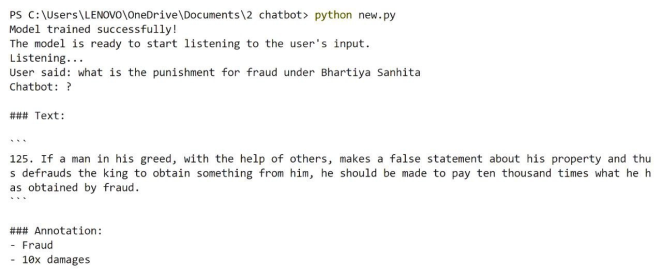 PS C:\Users\LENOVO\OneDrive\Documents\2 chatbot> python new.py
Model trained successfully!
The model is ready to start listening to the user's input.
Listening...
User said: what is the punishment for fraud under Bhartiya Sanhita
Chatbot: ?
### Text:
```
125. If a man in his greed, with the help of others, makes a false statement about his property and thu
s defrauds the king to obtain something from him, he should be made to pay ten thousand times what he h
as obtained by fraud.
```
### Annotation:
- Fraud
- 10x damages